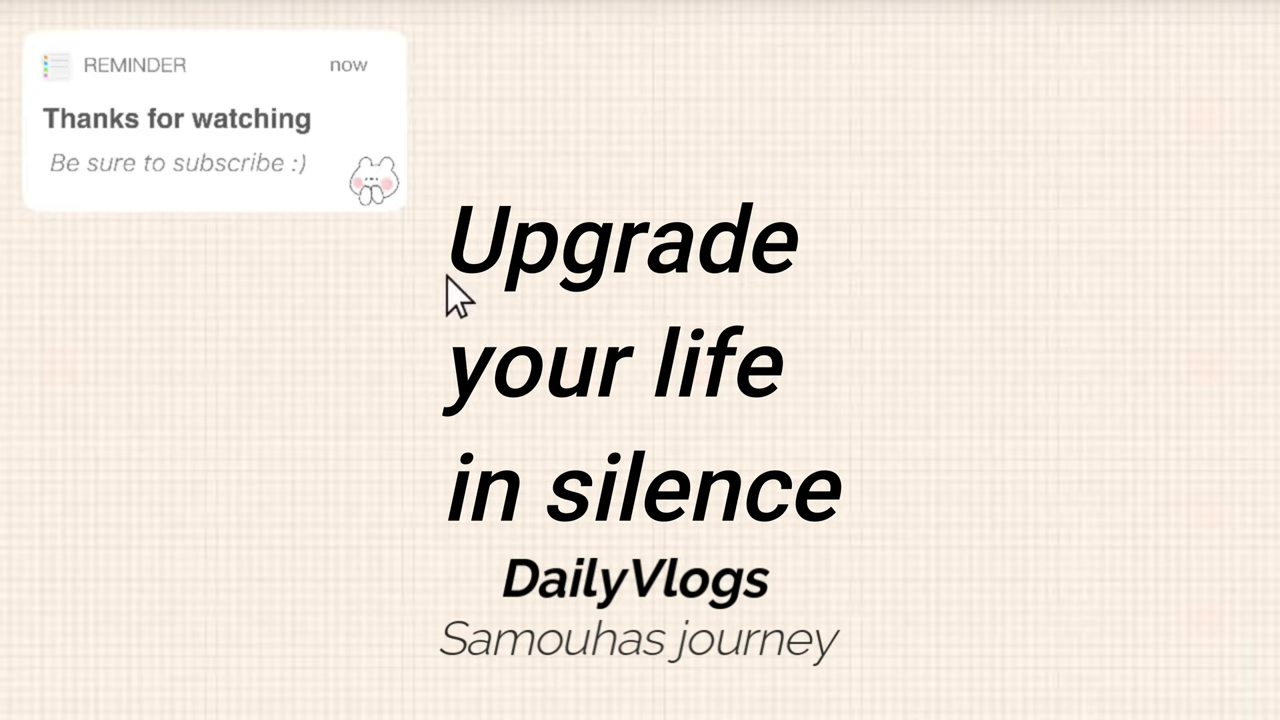 REMINDER now
Thanks for watching
Be sure to subscribe :)
Upgrade
your life
in silence
DailyVlogs
Samouhas journey